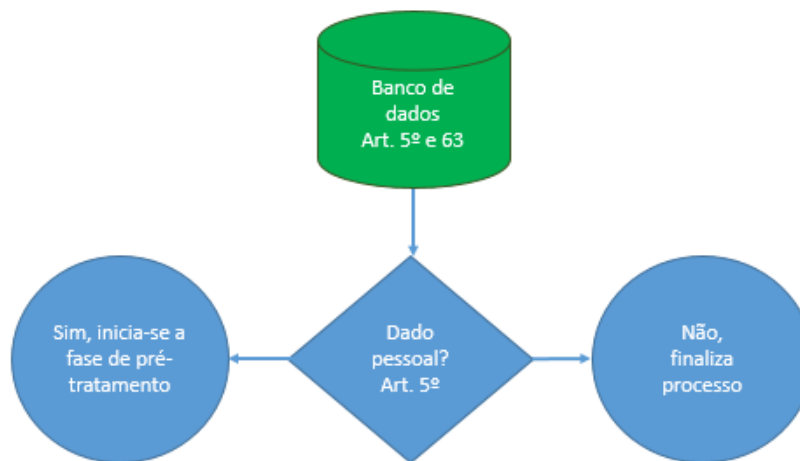 Banco de
dados
Art. 5º e 63
Sim, inicia-se a
fase de pré-
tratamento
Dado
pessoal?
Art. 5º
Não,
finaliza
processo